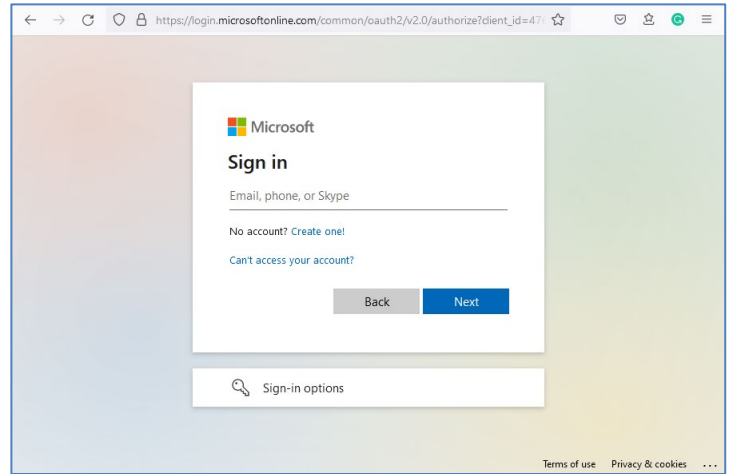 https://login.microsoftonline.com/common/oauth2/v2.0/authorize?client_id=47
Microsoft
Sign in
Email, phone, or Skype
No account? Create one!
Can't access your account?
Back Next
Sign-in options
Terms of use Privacy & cookies ...